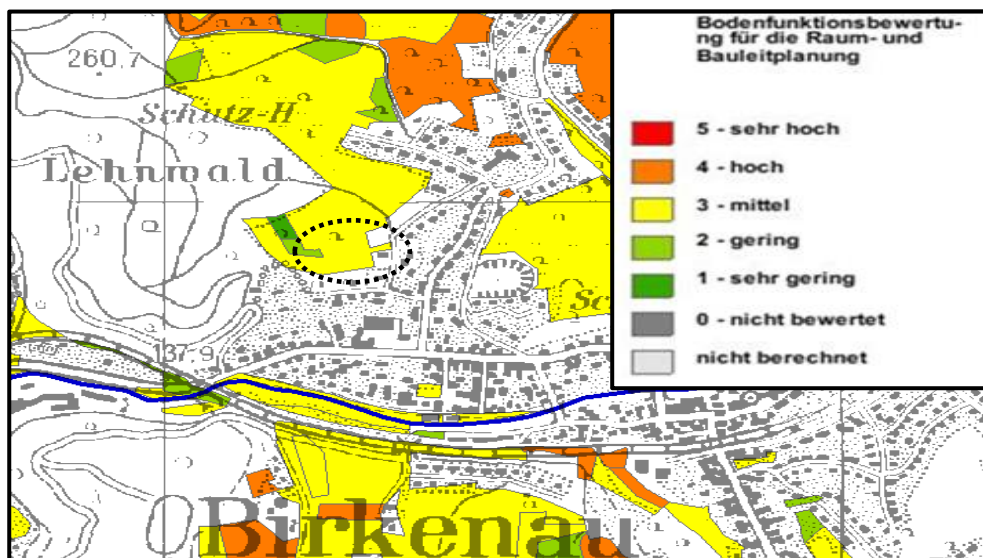 260,7
Schutz-H
Lehnwald
137,9
Sc
Birkenau
Bodenfunktionsbewertu-
ng für die Raum- und
Bauleitplanung
5 - sehr hoch
4 - hoch
3 - mittel
2 - gering
1 - sehr gering
0 - nicht bewertet
nicht berechnet